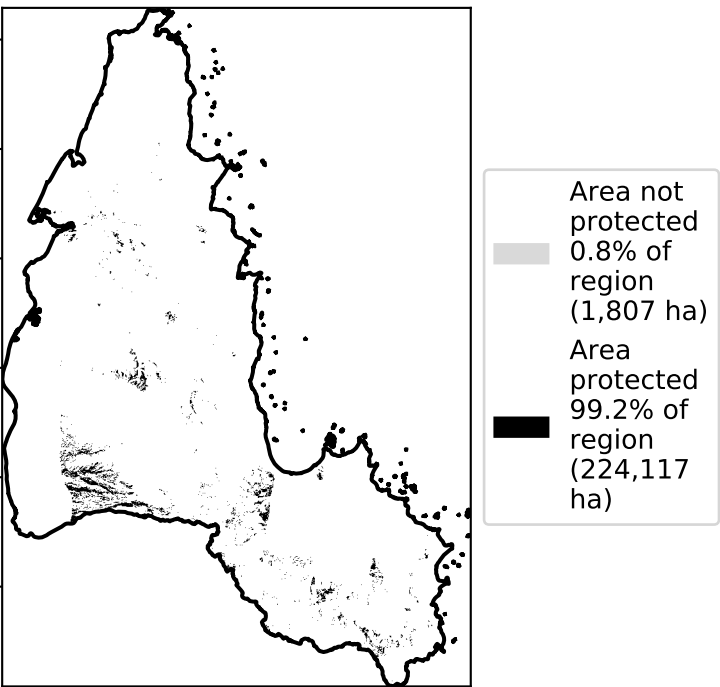 Area not
protected
0.8% of
region
(1,807 ha)
Area
protected
99.2% of
region
(224,117
ha)